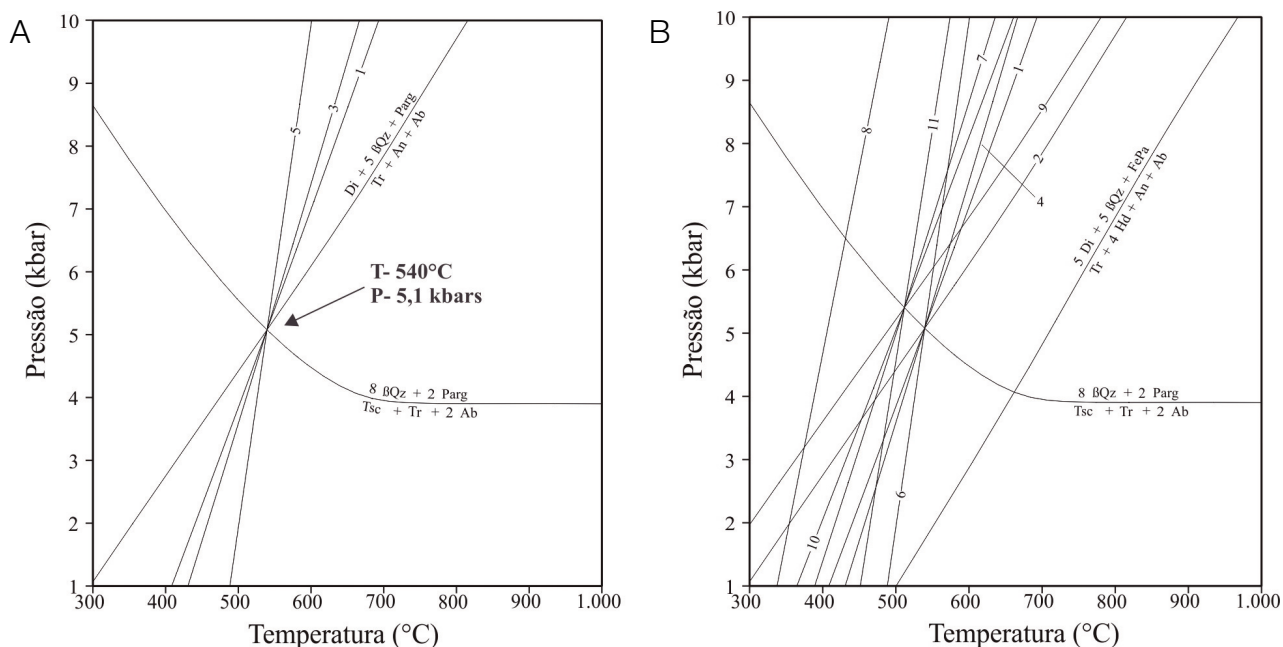 A
Pressão (kbar)
10
9
8
7
6
5
4
3
2
1
5
3
1
Di + 5 βQz + Parg
Tr + An + Ab
T- 540°C
P- 5,1 kbars
8 βQz + 2 Parg
Tsc + Tr + 2 Ab
300 400 500 600 700 800 900 1.000
Temperatura (°C)
B
Pressão (kbar)
10
9
8
7
6
5
4
3
2
1
8
11
7
1
9
2
4
5 Di + 5 βQz + FePa
Tr + 4 Hd + An + Ab
8 βQz + 2 Parg
Tsc + Tr + 2 Ab
6
10
300 400 500 600 700 800 900 1.000
Temperatura (°C)